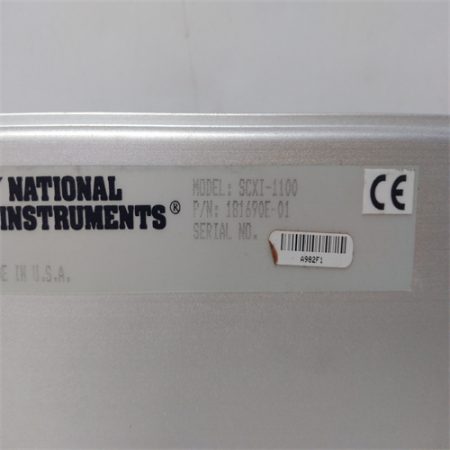 NATIONAL
INSTRUMENTS®
MODEL: SCXI-1100
P/N: 181690E-01
SERIAL NO.
A982F1
CE
E IN U.S.A.